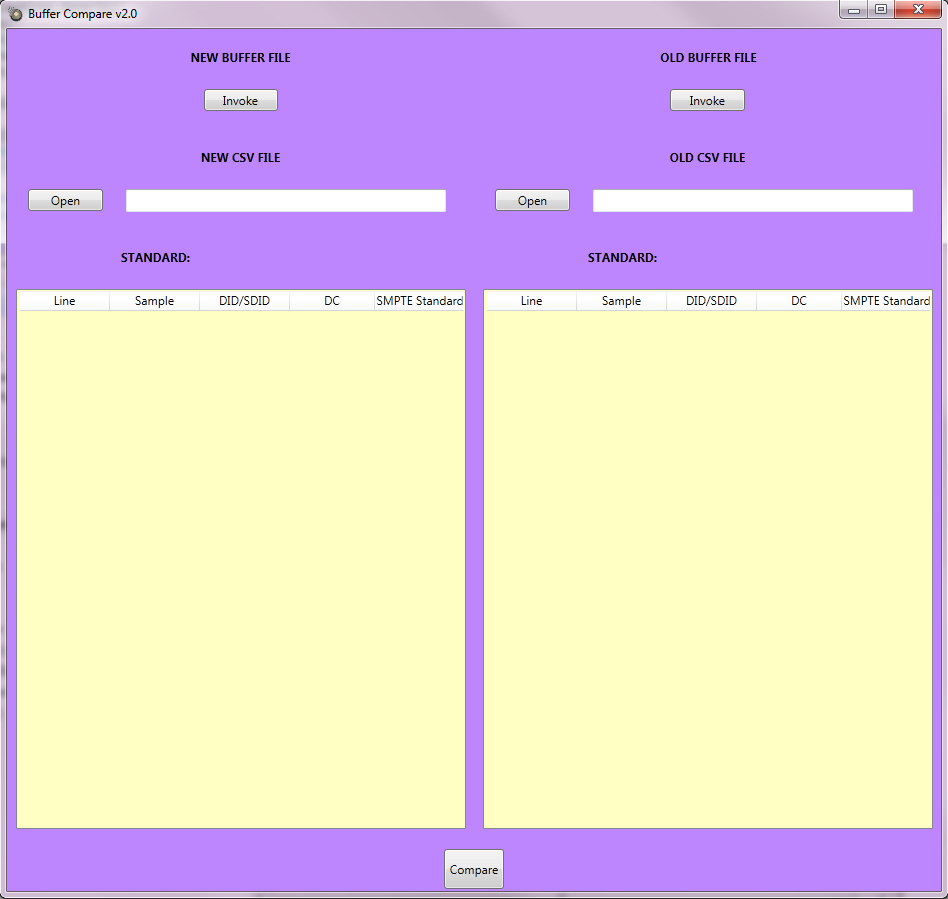 Buffer Compare v2.0
NEW BUFFER FILE
OLD BUFFER FILE
Invoke
Invoke
NEW CSV FILE
OLD CSV FILE
Open
Open
STANDARD:
STANDARD:
Line Sample DID/SDID DC SMPTE Standard
Line Sample DID/SDID DC SMPTE Standard
Compare